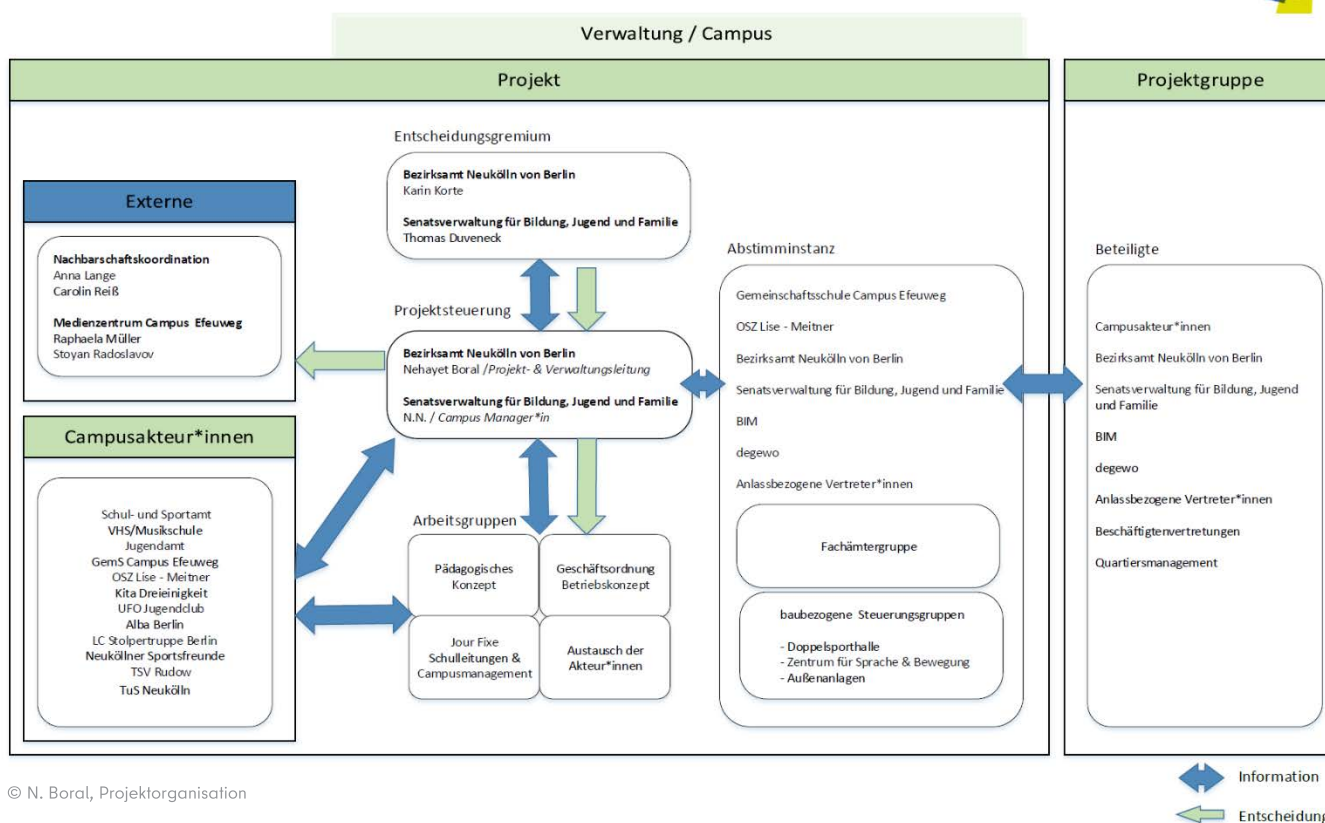 Verwaltung / Campus
Projekt
Projektgruppe
Entscheidungsgremium
Bezirksamt Neukölln von Berlin
Karin Korte
Senatsverwaltung für Bildung, Jugend und Familie
Thomas Duveneck
Externe
Nachbarschaftskoordination
Anna Lange
Carolin Reiß
Medienzentrum Campus Efeuweg
Raphaela Müller
Stoyan Radoslavov
Projektsteuerung
Bezirksamt Neukölln von Berlin
Nehayet Boral /Projekt- & Verwaltungsleitung
Senatsverwaltung für Bildung, Jugend und Familie
N.N. / Campus Manager*in
Campusakteur*innen
Schul- und Sportamt
VHS/Musikschule
Jugendamt
GemS Campus Efeuweg
OSZ Lise - Meitner
Kita Dreieinigkeit
UFO Jugendclub
Alba Berlin
LC Stolpertruppe Berlin
Neuköllner Sportsfreunde
TSV Rudow
TuS Neukölln
Arbeitsgruppen
Pädagogisches
Konzept
Geschäftsordnung
Betriebskonzept
Jour Fixe
Schulleitungen &
Campusmanagement
Austausch der
Akteur*innen
Abstimminstanz
Gemeinschaftsschule Campus Efeuweg
OSZ Lise - Meitner
Bezirksamt Neukölln von Berlin
Senatsverwaltung für Bildung, Jugend und Familie
BIM
degewo
Anlassbezogene Vertreter*innen
Fachämtergruppe
baubezogene Steuerungsgruppen
- Doppelsporthalle
- Zentrum für Sprache & Bewegung
- Außenanlagen
Beteiligte
Campusakteur*innen
Bezirksamt Neukölln von Berlin
Senatsverwaltung für Bildung, Jugend
und Familie
BIM
degewo
Anlassbezogene Vertreter*innen
Beschäftigtenvertretungen
Quartiersmanagement
© N. Boral, Projektorganisation
Information
Entscheidung